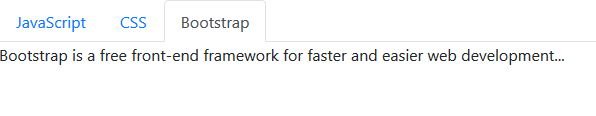 JavaScript CSS Bootstrap
Bootstrap is a free front-end framework for faster and easier web development...